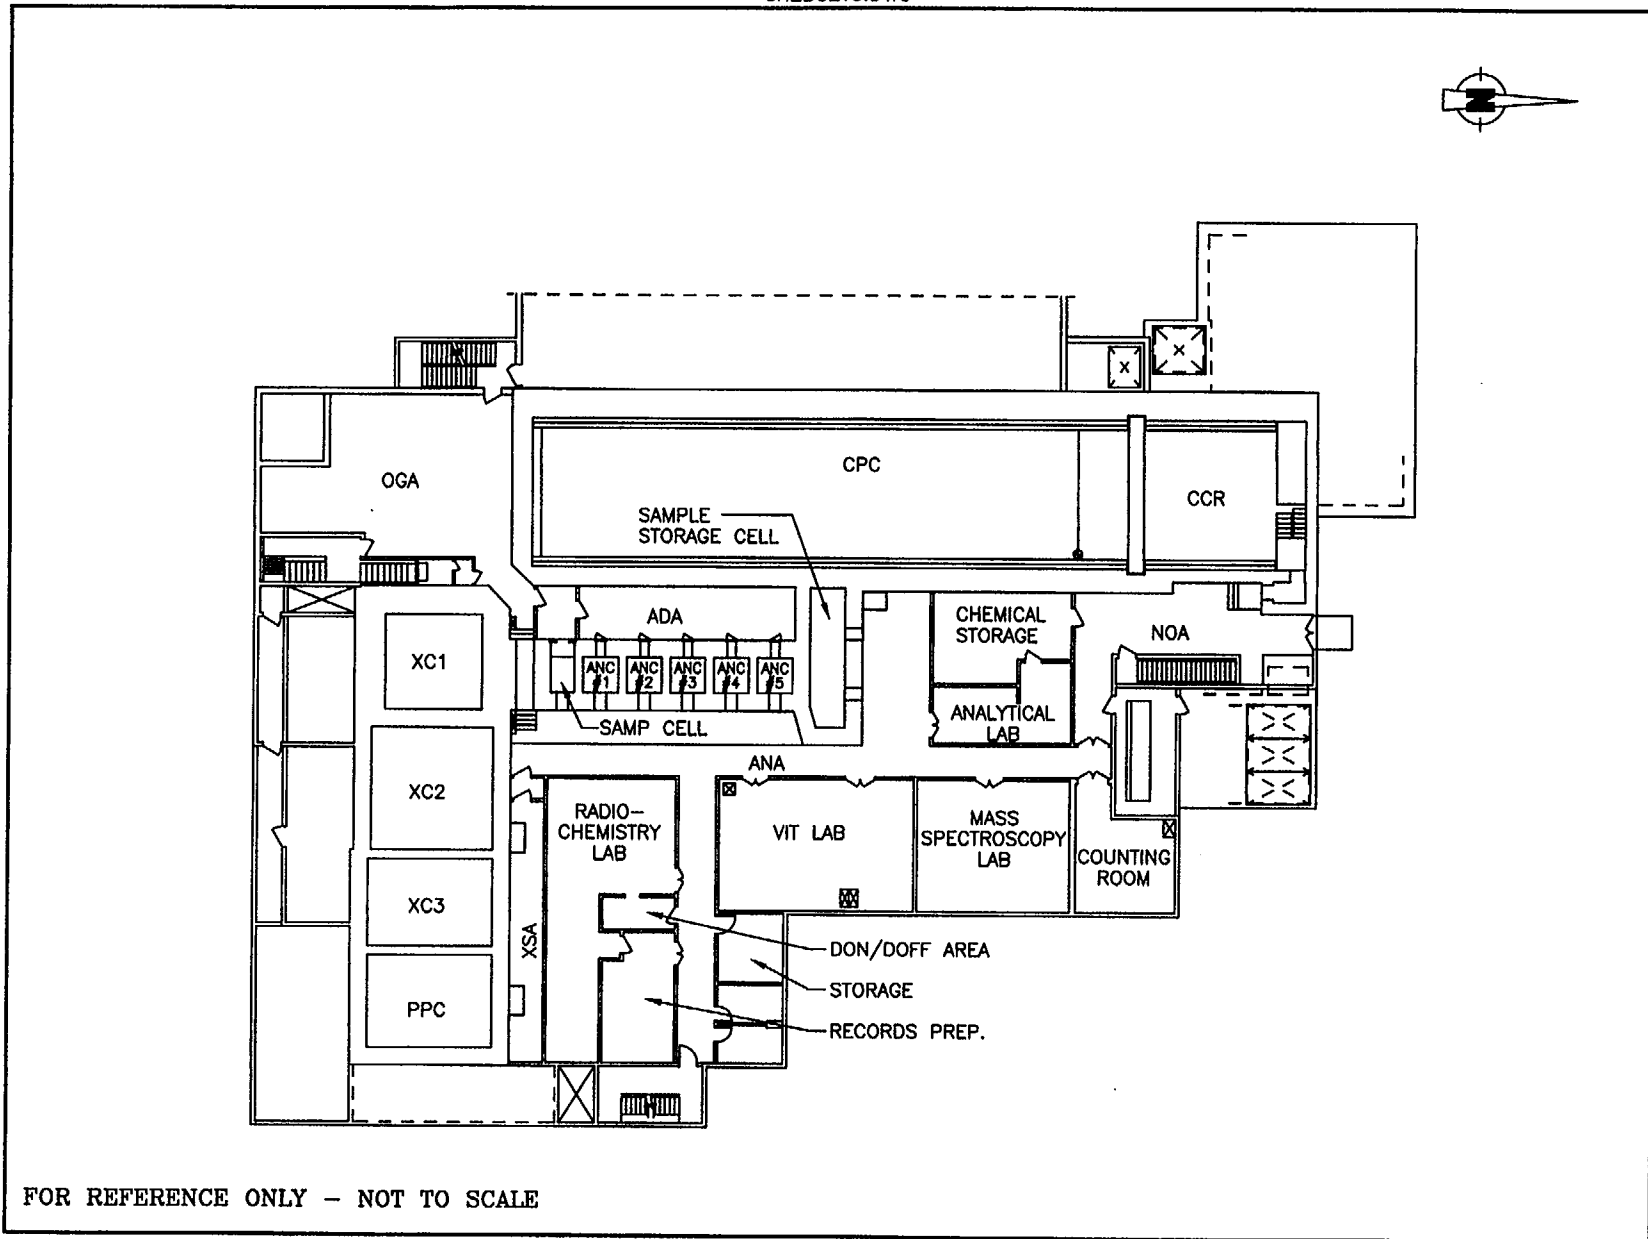 N
CPC
OGA
CCR
SAMPLE
STORAGE CELL
ADA
CHEMICAL
STORAGE
NOA
XC1
ANC
#1
ANC
#2
ANC
#3
ANC
#4
ANC
#5
SAMP CELL
ANALYTICAL
LAB
ANA
XC2
RADIO-
CHEMISTRY
LAB
VIT LAB
MASS
SPECTROSCOPY
LAB
COUNTING
ROOM
XC3
XSA
DON/DOFF AREA
STORAGE
PPC
RECORDS PREP.
FOR REFERENCE ONLY - NOT TO SCALE